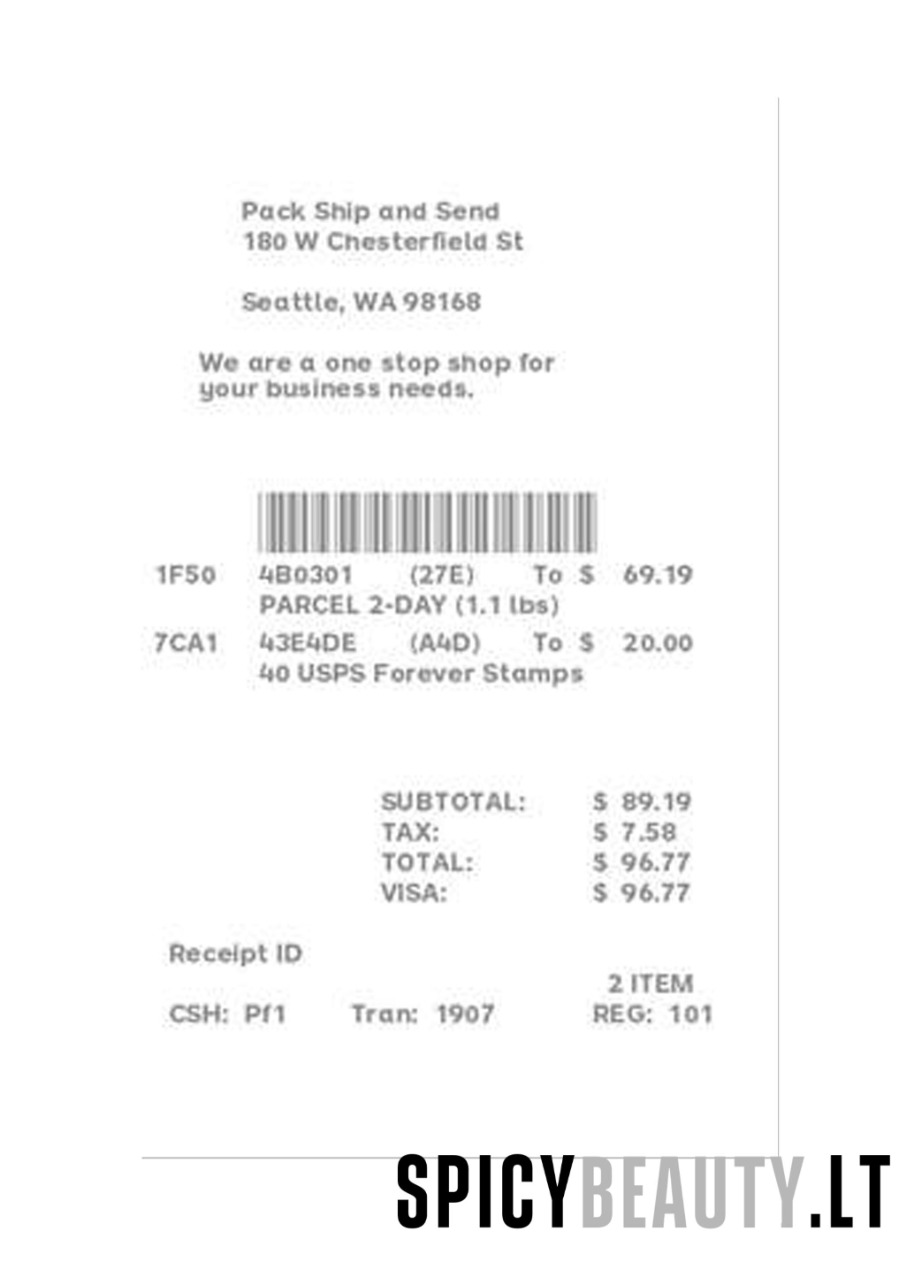 Pack Ship and Send
180 W Chesterfield St
Seattle, WA 98168
We are a one stop shop for
your business needs.
1F50 4B0301 (27E) To $ 69.19
PARCEL 2-DAY (1.1 lbs)
7CA1 43E4DE (A4D) To $ 20.00
40 USPS Forever Stamps
SUBTOTAL: $ 89.19
TAX: $ 7.58
TOTAL: $ 96.77
VISA: $ 96.77
Receipt ID
2 ITEM
CSH: Pf1 Tran: 1907 REG: 101
SPICYBEAUTY.LT